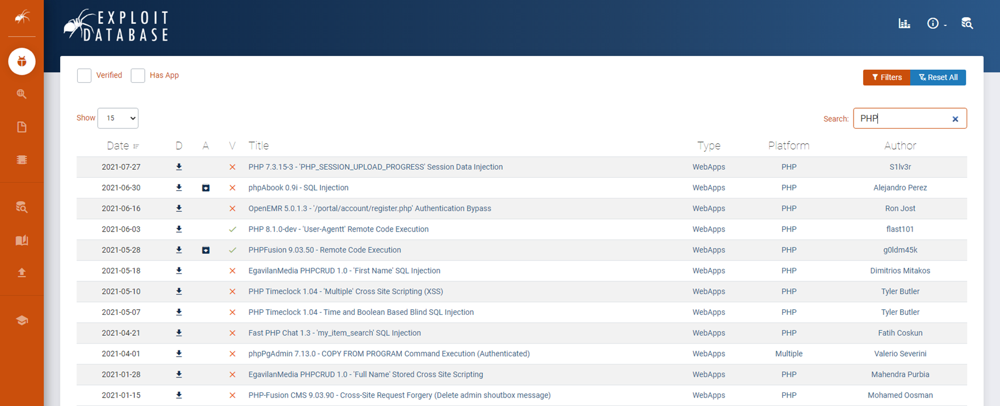 EXPLOIT
DATABASE
Verified Has App Filters Reset All
Show 15 Search: PHP
Date D A V Title Type Platform Author
2021-07-27 PHP 7.3.15-3 - 'PHP_SESSION_UPLOAD_PROGRESS' Session Data Injection WebApps PHP S1lv3r
2021-06-30 phpAbook 0.9i - SQL Injection WebApps PHP Alejandro Perez
2021-06-16 OpenEMR 5.0.1.3 - '/portal/account/register.php' Authentication Bypass WebApps PHP Ron Jost
2021-06-03 PHP 8.1.0-dev - 'User-Agentt' Remote Code Execution WebApps PHP flast101
2021-05-28 PHPFusion 9.03.50 - Remote Code Execution WebApps PHP g0ldm45k
2021-05-18 EgavilanMedia PHPCRUD 1.0 - 'First Name' SQL Injection WebApps PHP Dimitrios Mitakos
2021-05-10 PHP Timeclock 1.04 - 'Multiple' Cross Site Scripting (XSS) WebApps PHP Tyler Butler
2021-05-07 PHP Timeclock 1.04 - Time and Boolean Based Blind SQL Injection WebApps PHP Tyler Butler
2021-04-21 Fast PHP Chat 1.3 - 'my_item_search' SQL Injection WebApps PHP Fatih Coskun
2021-04-01 phpPgAdmin 7.13.0 - COPY FROM PROGRAM Command Execution (Authenticated) WebApps Multiple Valerio Severini
2021-01-28 EgavilanMedia PHPCRUD 1.0 - 'Full Name' Stored Cross Site Scripting WebApps PHP Mahendra Purbia
2021-01-15 PHP-Fusion CMS 9.03.90 - Cross-Site Request Forgery (Delete admin shoutbox message) WebApps PHP Mohamed Oosman